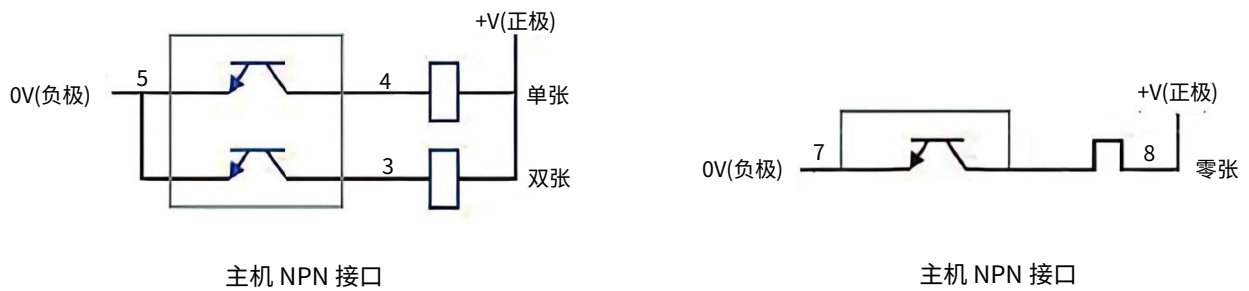 +V(正极)
5
4
0V(负极)
单张
3
双张
主机 NPN 接口
+V(正极)
7
8
0V(负极)
零张
主机 NPN 接口